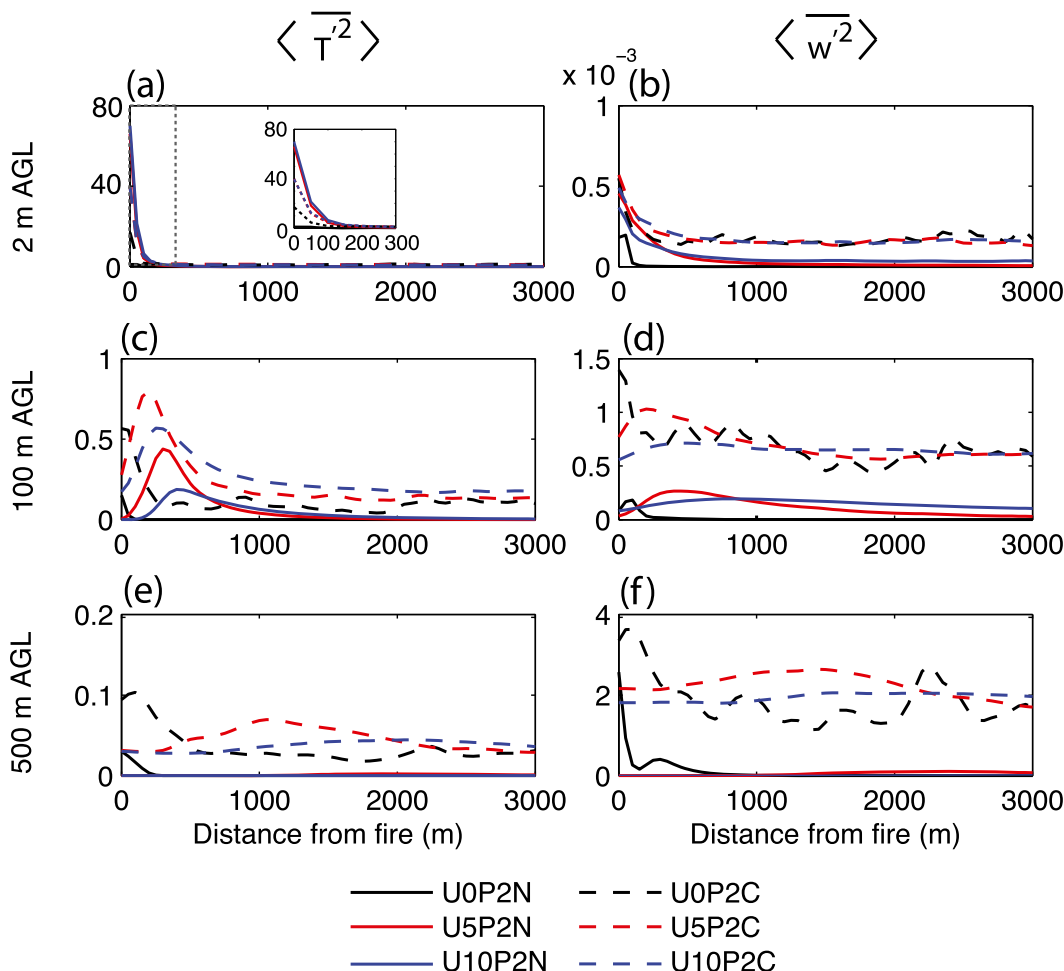 ⟨ T'² ⟩ ⟨ w'² ⟩
x 10⁻³
(a) (b)
2 m AGL
80
40
0
0 1000 2000 3000
80
40
0
0 100 200 300
1
0.5
0
0 1000 2000 3000
(c) (d)
100 m AGL
1
0.5
0
0 1000 2000 3000
1.5
1
0.5
0
0 1000 2000 3000
(e) (f)
500 m AGL
0.2
0.1
0
0 1000 2000 3000
Distance from fire (m)
4
2
0
0 1000 2000 3000
Distance from fire (m)
U0P2N U0P2C
U5P2N U5P2C
U10P2N U10P2C